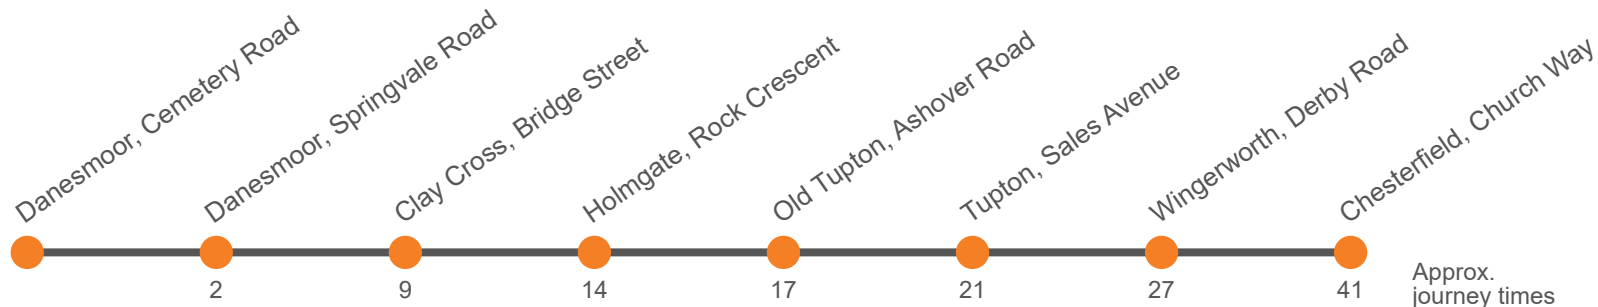 Danesmoor, Cemetery Road
Danesmoor, Springvale Road
Clay Cross, Bridge Street
Holmgate, Rock Crescent
Old Tupton, Ashover Road
Tupton, Sales Avenue
Wingerworth, Derby Road
Chesterfield, Church Way
2
9
14
17
21
27
41
Approx.
journey times